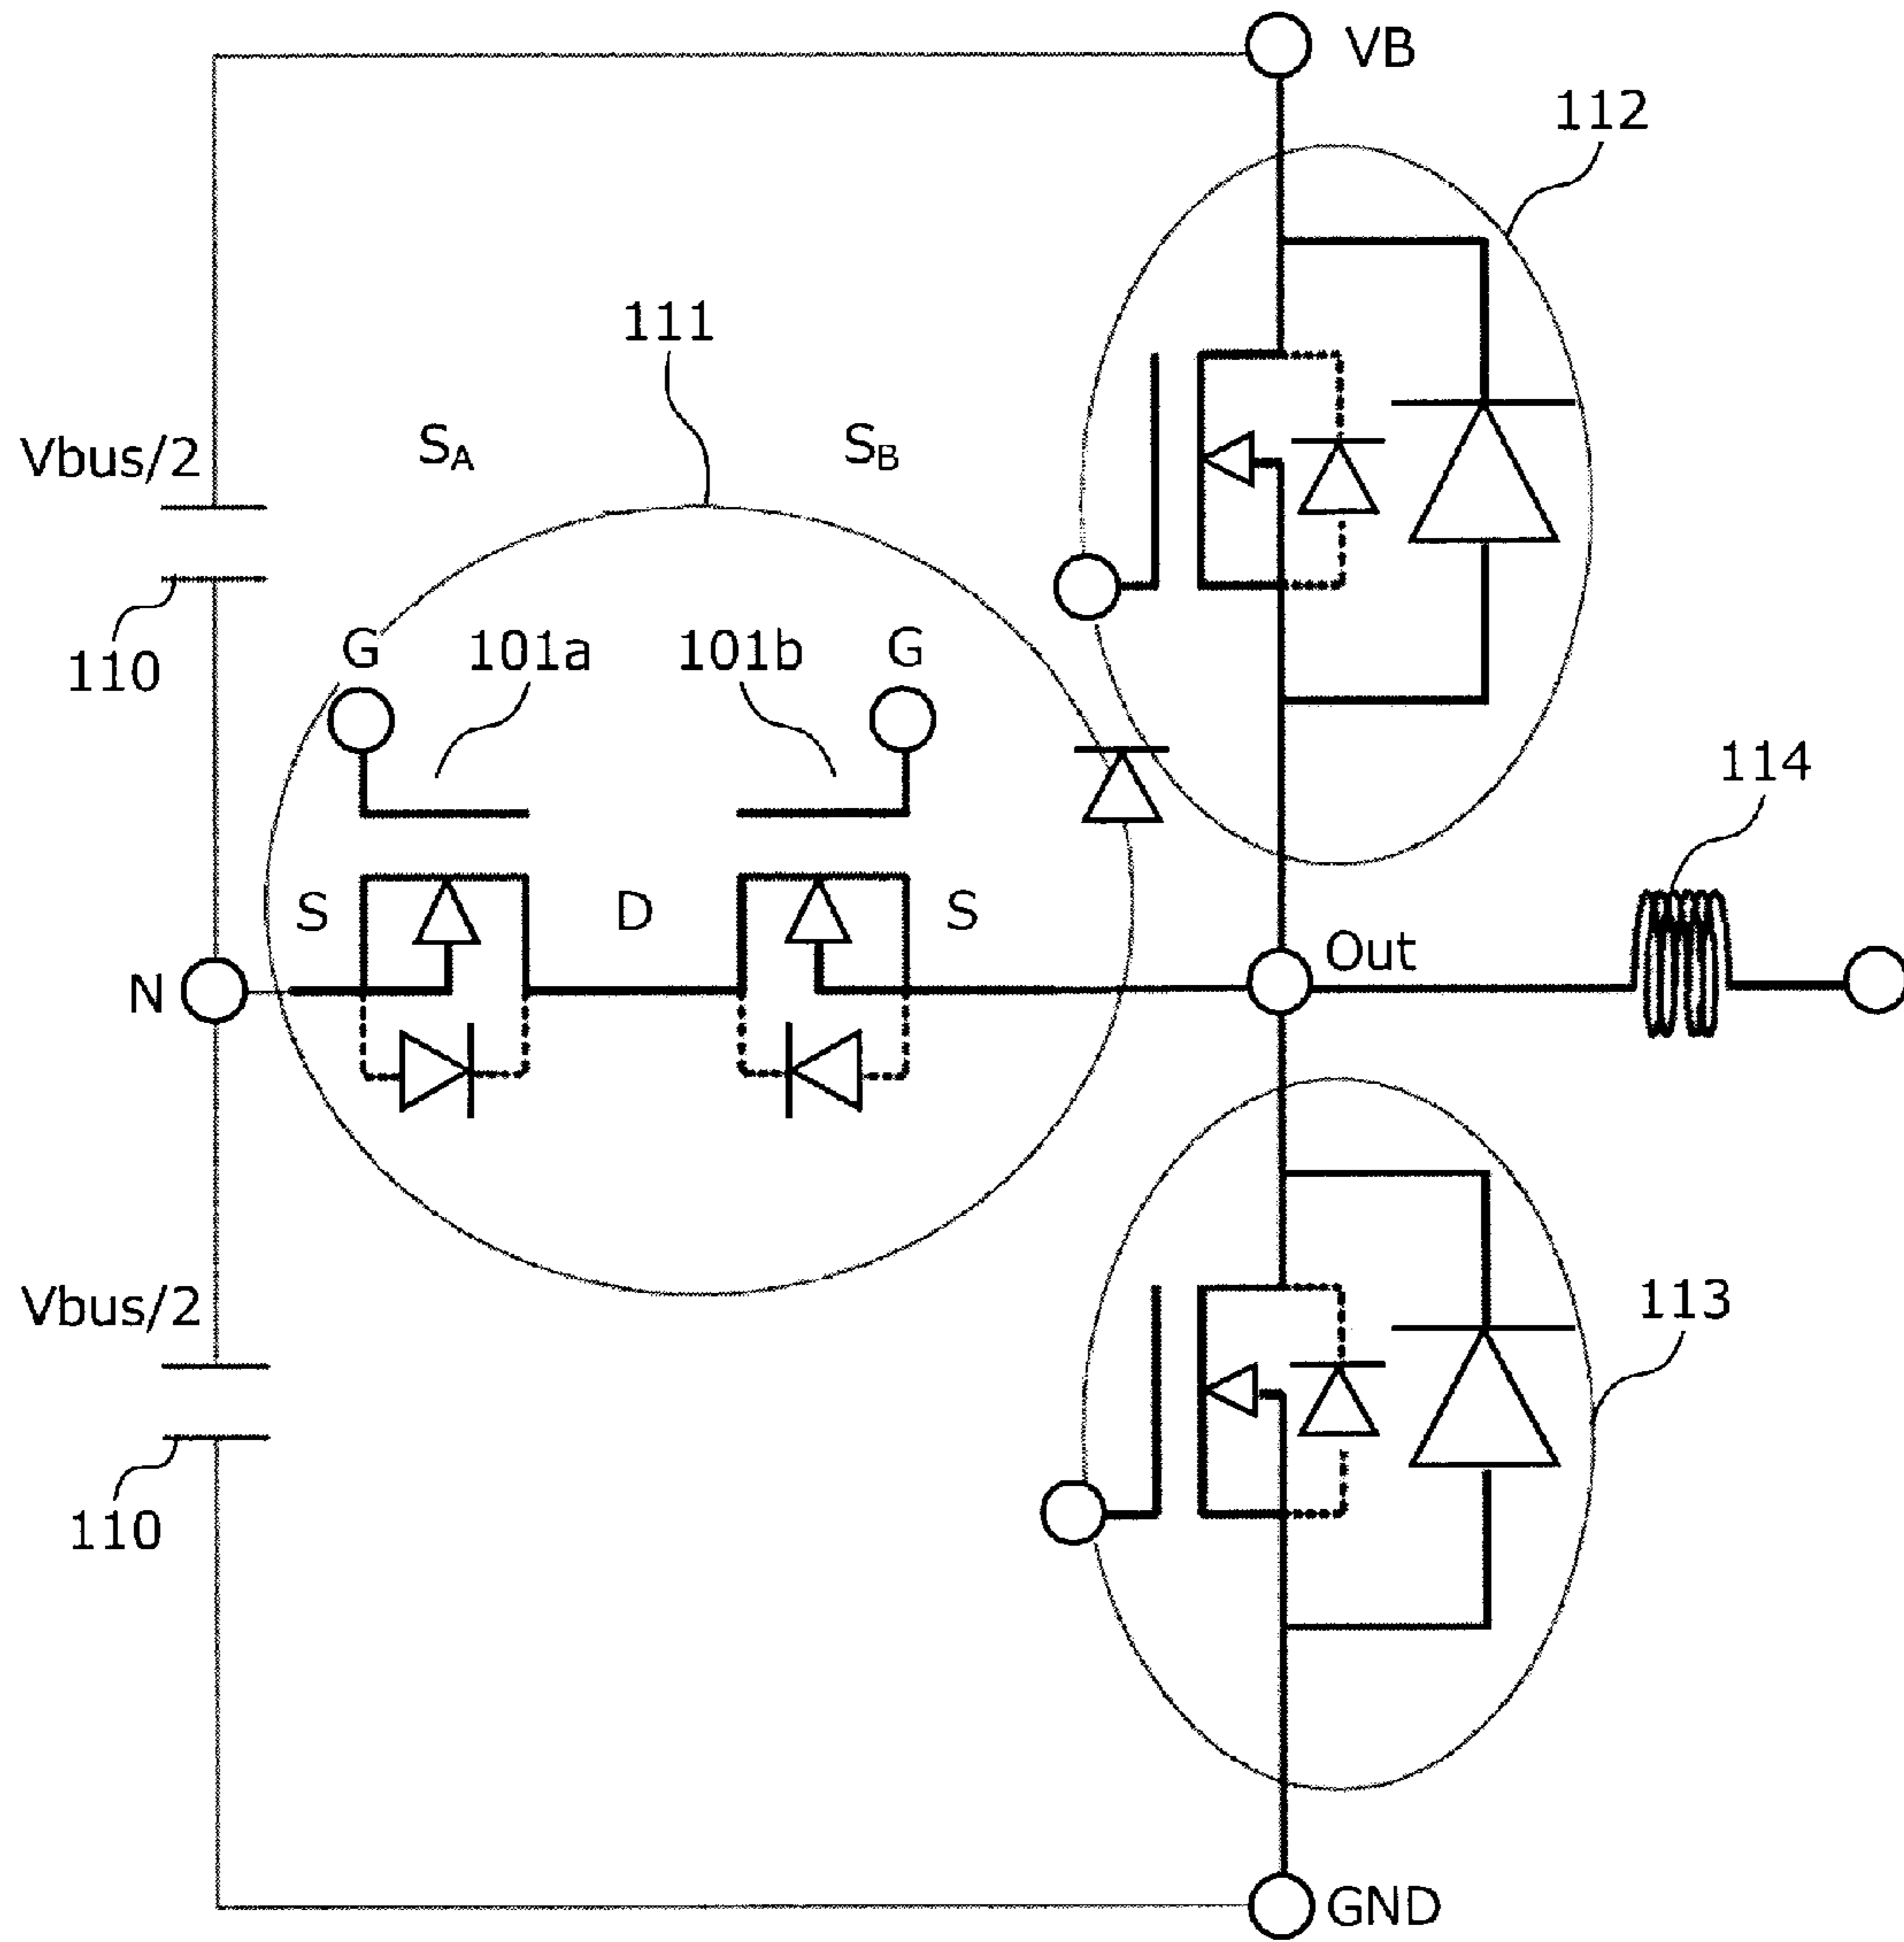 VB
112
111
Vbus/2
SA
SB
110
G
101a
101b
G
114
S
D
S
Out
N
Vbus/2
113
110
GND